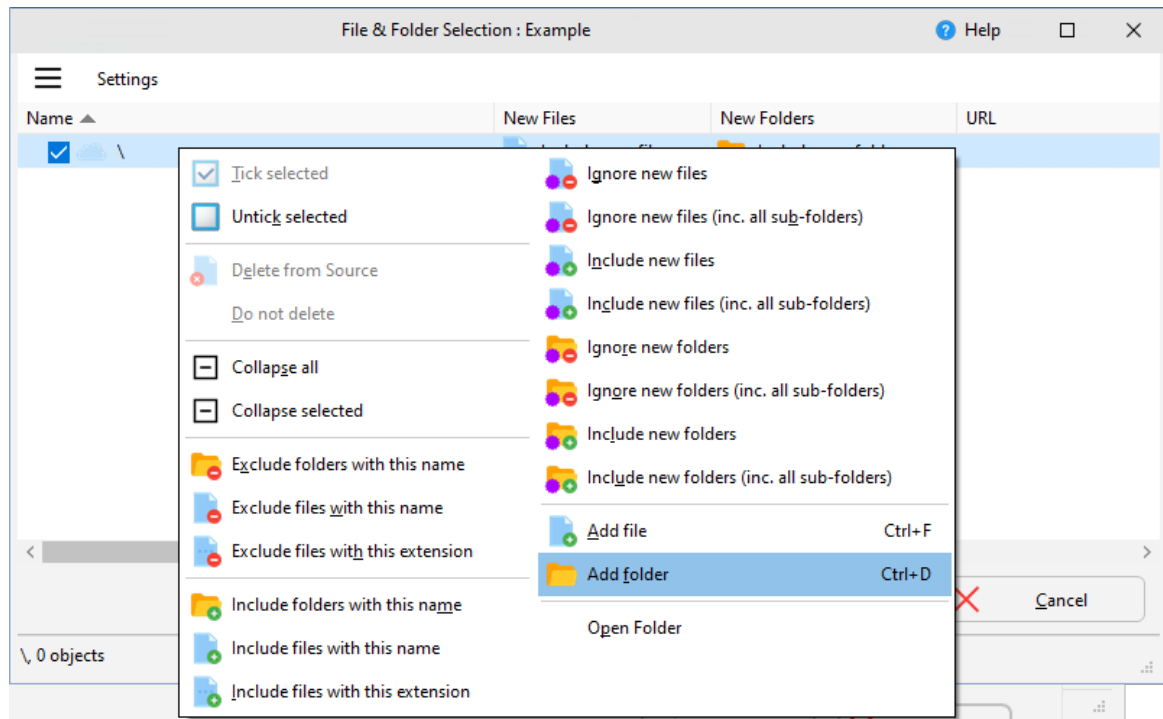 File & Folder Selection : Example
? Help
Settings
Name
New Files
New Folders
URL
\
Tick selected
Untick selected
Delete from Source
Do not delete
Collapse all
Collapse selected
Exclude folders with this name
Exclude files with this name
Exclude files with this extension
Include folders with this name
Include files with this name
Include files with this extension
Ignore new files
Ignore new files (inc. all sub-folders)
Include new files
Include new files (inc. all sub-folders)
Ignore new folders
Ignore new folders (inc. all sub-folders)
Include new folders
Include new folders (inc. all sub-folders)
Add file Ctrl+F
Add folder Ctrl+D
Open Folder
Cancel
\, 0 objects